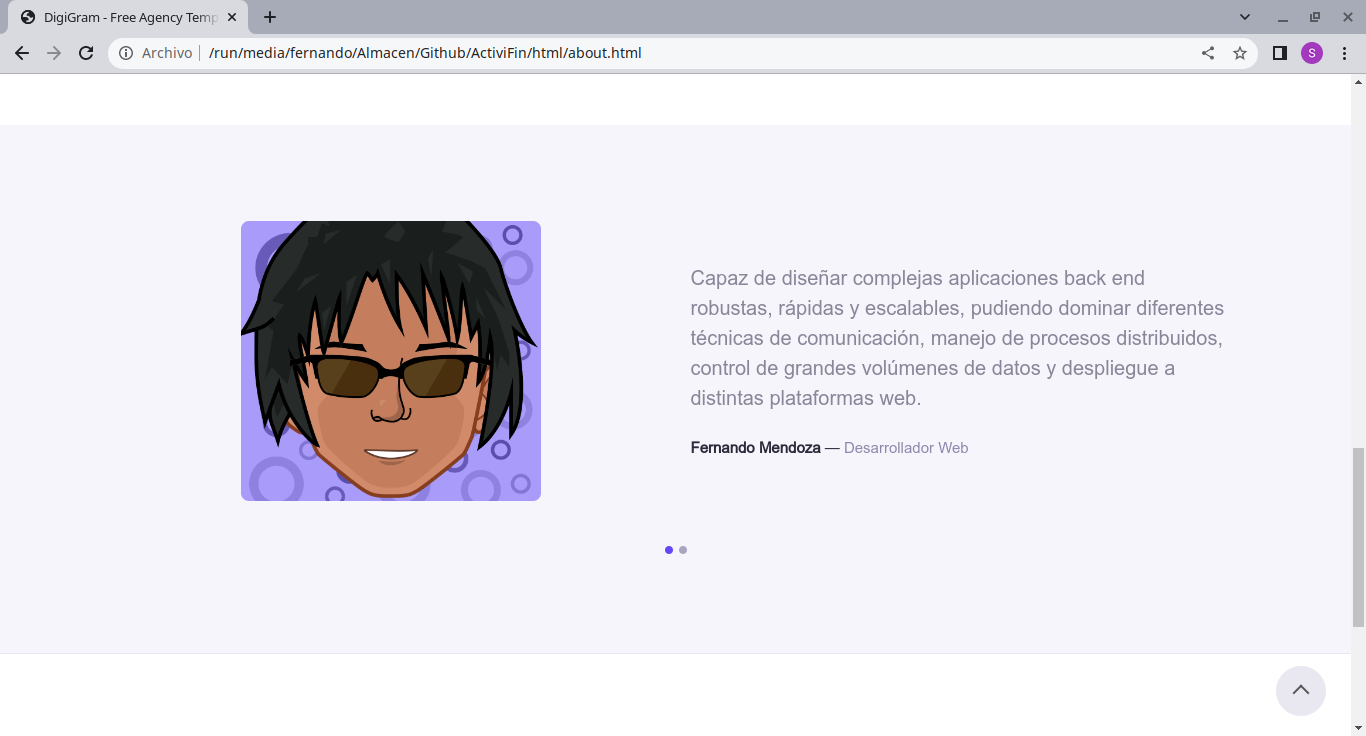 DigiGram - Free Agency Temp
Archivo /run/media/fernando/Almacen/Github/ActiviFin/html/about.html
S
Capaz de diseñar complejas aplicaciones back end
robustas, rápidas y escalables, pudiendo dominar diferentes
técnicas de comunicación, manejo de procesos distribuidos,
control de grandes volúmenes de datos y despliegue a
distintas plataformas web.
Fernando Mendoza — Desarrollador Web